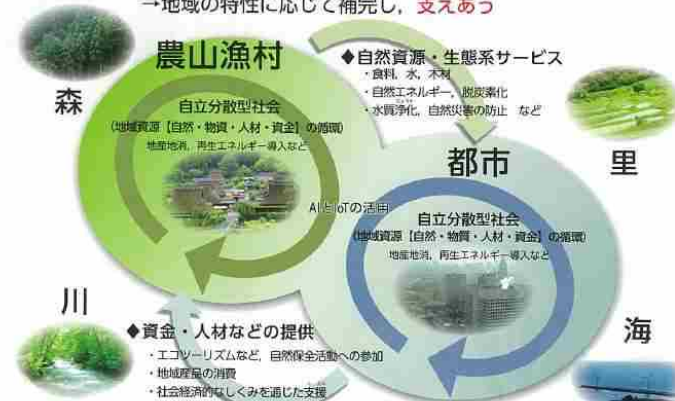 →地域の特性に応じて補完し，支えあう
農山漁村
◆自然資源・生態系サービス
・食料，水，木材
・自然エネルギー，脱炭素化
・水質浄化，自然災害の防止　など
森
自立分散型社会
（地域資源【自然・物資・人材・資金】の循環）
地産地消，再生エネルギー導入など
都市
里
AIとIoTの活用
自立分散型社会
（地域資源【自然・物質・人材・資金】の循環）
地産地消，再生エネルギー導入など
川
◆資金・人材などの提供
海
・エコツーリズムなど，自然保全活動への参加
・地域産品の消費
・社会経済的なしくみを通じた支援